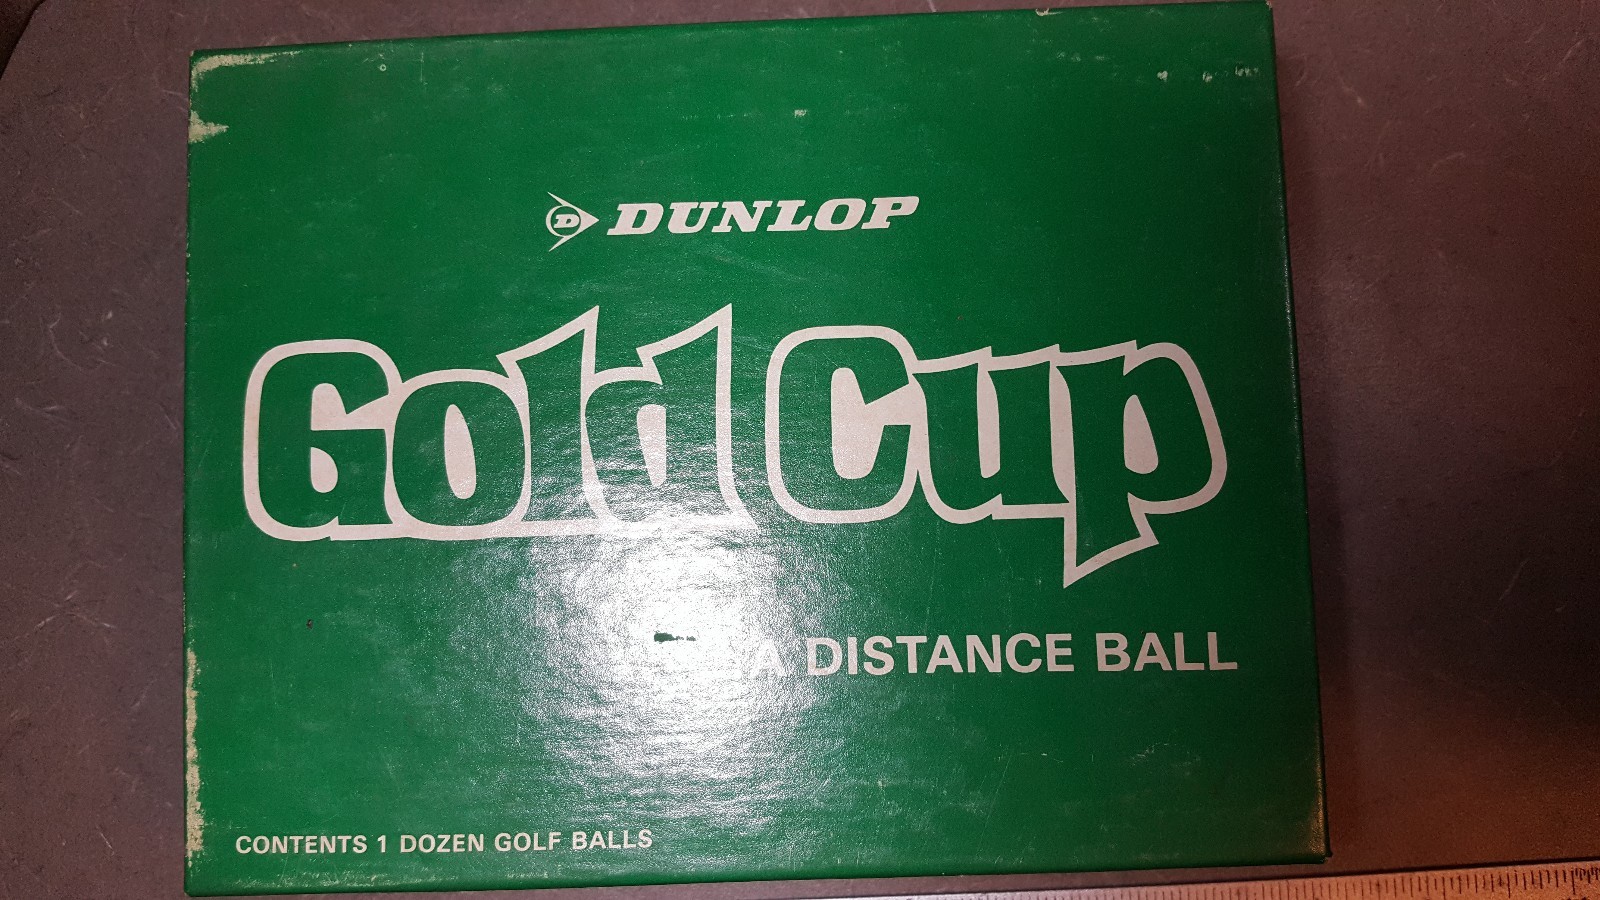 D DUNLOP
Gold Cup
A DISTANCE BALL
CONTENTS 1 DOZEN GOLF BALLS